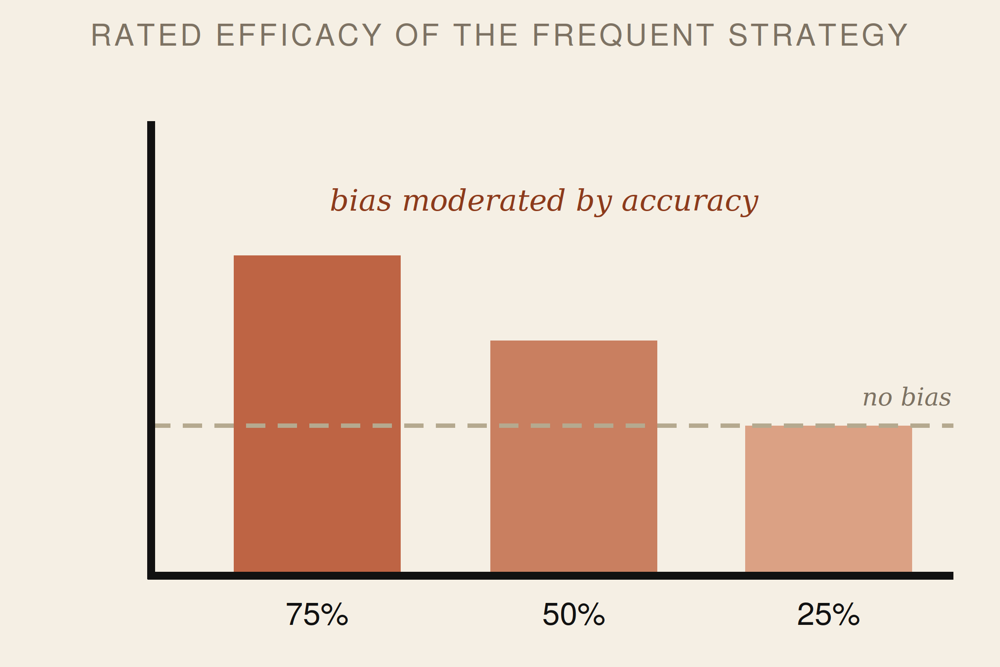 RATED EFFICACY OF THE FREQUENT STRATEGY
bias moderated by accuracy
no bias
75%
50%
25%